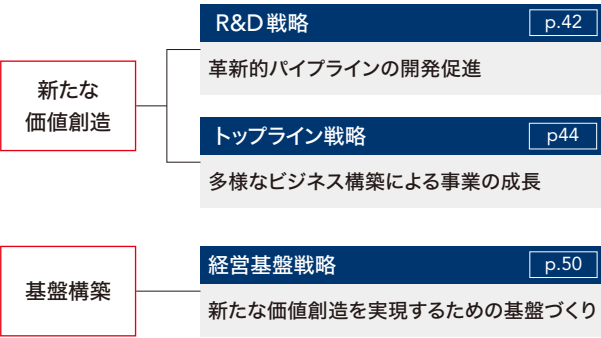 新たな
価値創造
R&D戦略 p.42
革新的パイプラインの開発促進
トップライン戦略 p44
多様なビジネス構築による事業の成長
基盤構築
経営基盤戦略 p.50
新たな価値創造を実現するための基盤づくり